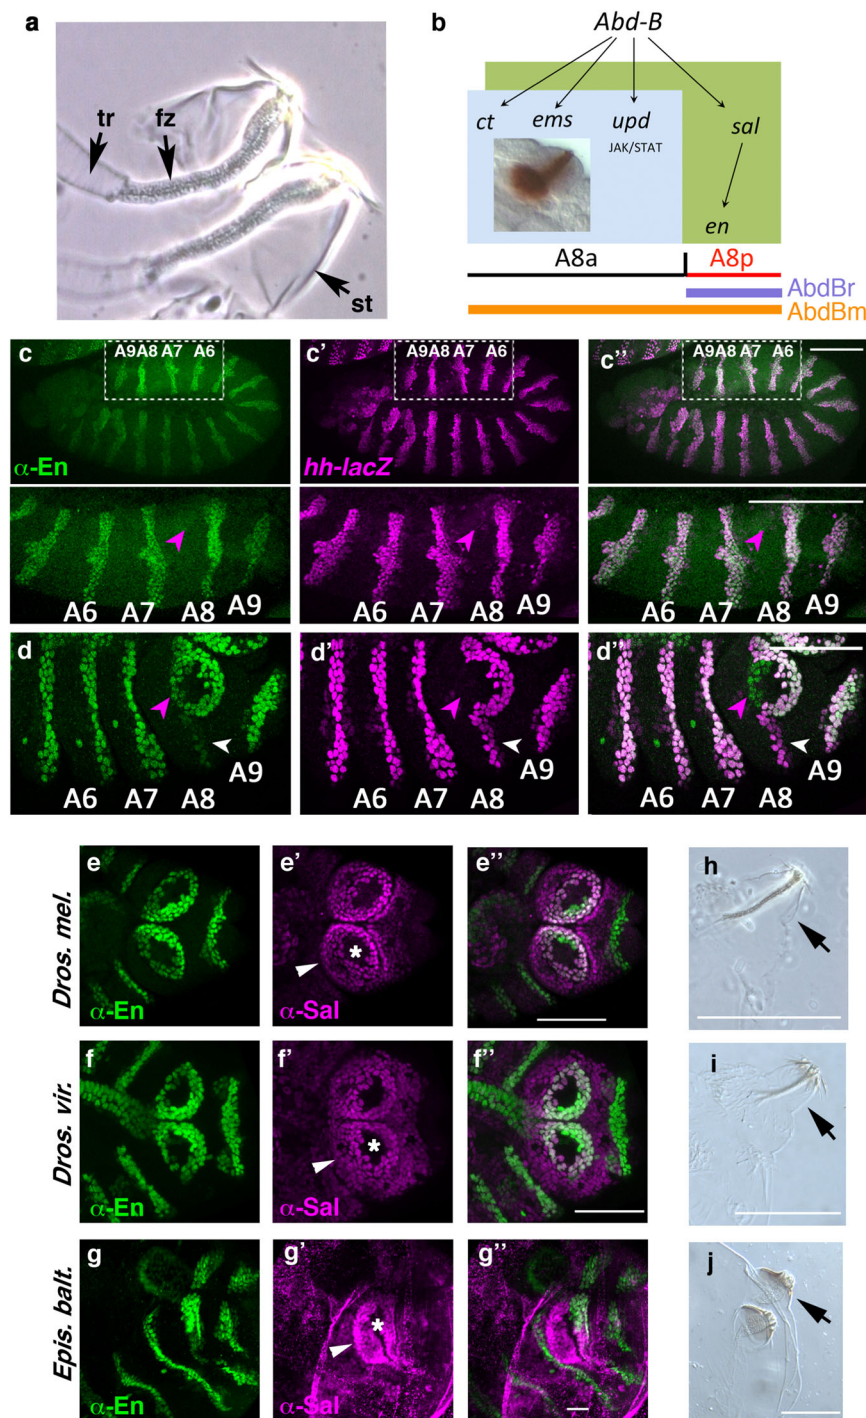 a
tr
fz
st
b
Abd-B
ct ems upd sal
JAK/STAT
en
A8a A8p
AbdBr
AbdBm
c
A9A8 A7 A6
α-En
c'
A9A8 A7 A6
hh-lacZ
c''
A9A8 A7 A6
A6 A7 A8 A9
A6 A7 A8 A9
A6 A7 A8 A9
d
A6 A7 A8 A9
d'
A6 A7 A8 A9
d''
A6 A7 A8 A9
Dros. mel.
e
α-En
e'
*
α-Sal
e''
h
Dros. vir.
f
α-En
f'
*
α-Sal
f''
i
Epis. balt.
g
α-En
g'
*
α-Sal
g''
j